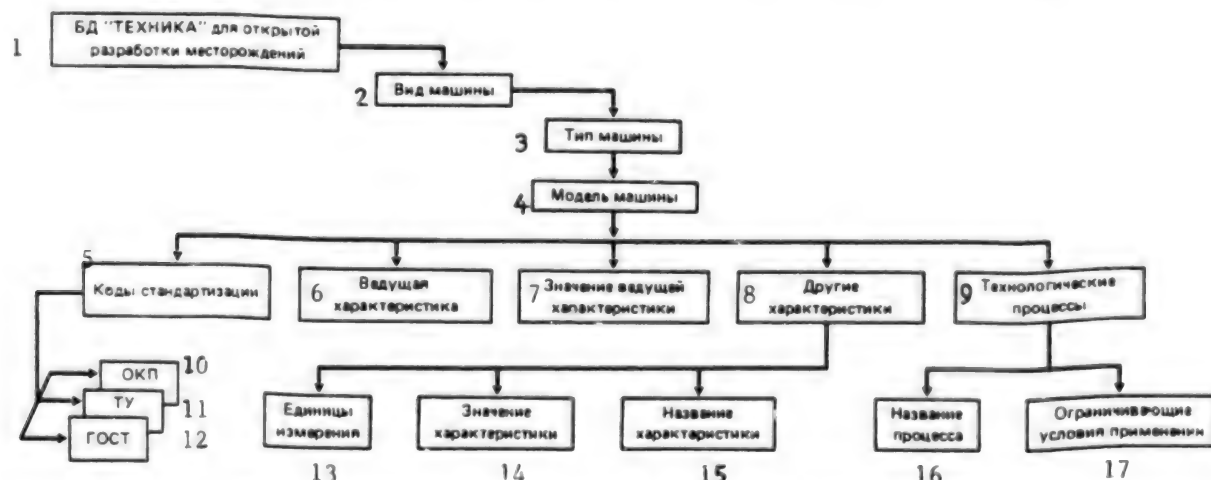 БД "ТЕХНИКА" для открытой
1
разработки месторождений
2
Вид машины
3
Тип машины
4
Модель машины
5
Коды стандартизации
6
Ведущая
характеристика
7
Значение ведущей
характеристики
8
Другие
характеристики
9
Технологические
процессы
ОКП
10
ТУ
11
ГОСТ
12
Единицы
измерения
Значение
характеристики
Название
характеристики
Название
процесса
Ограничивающие
условия применении
13
14
15
16
17